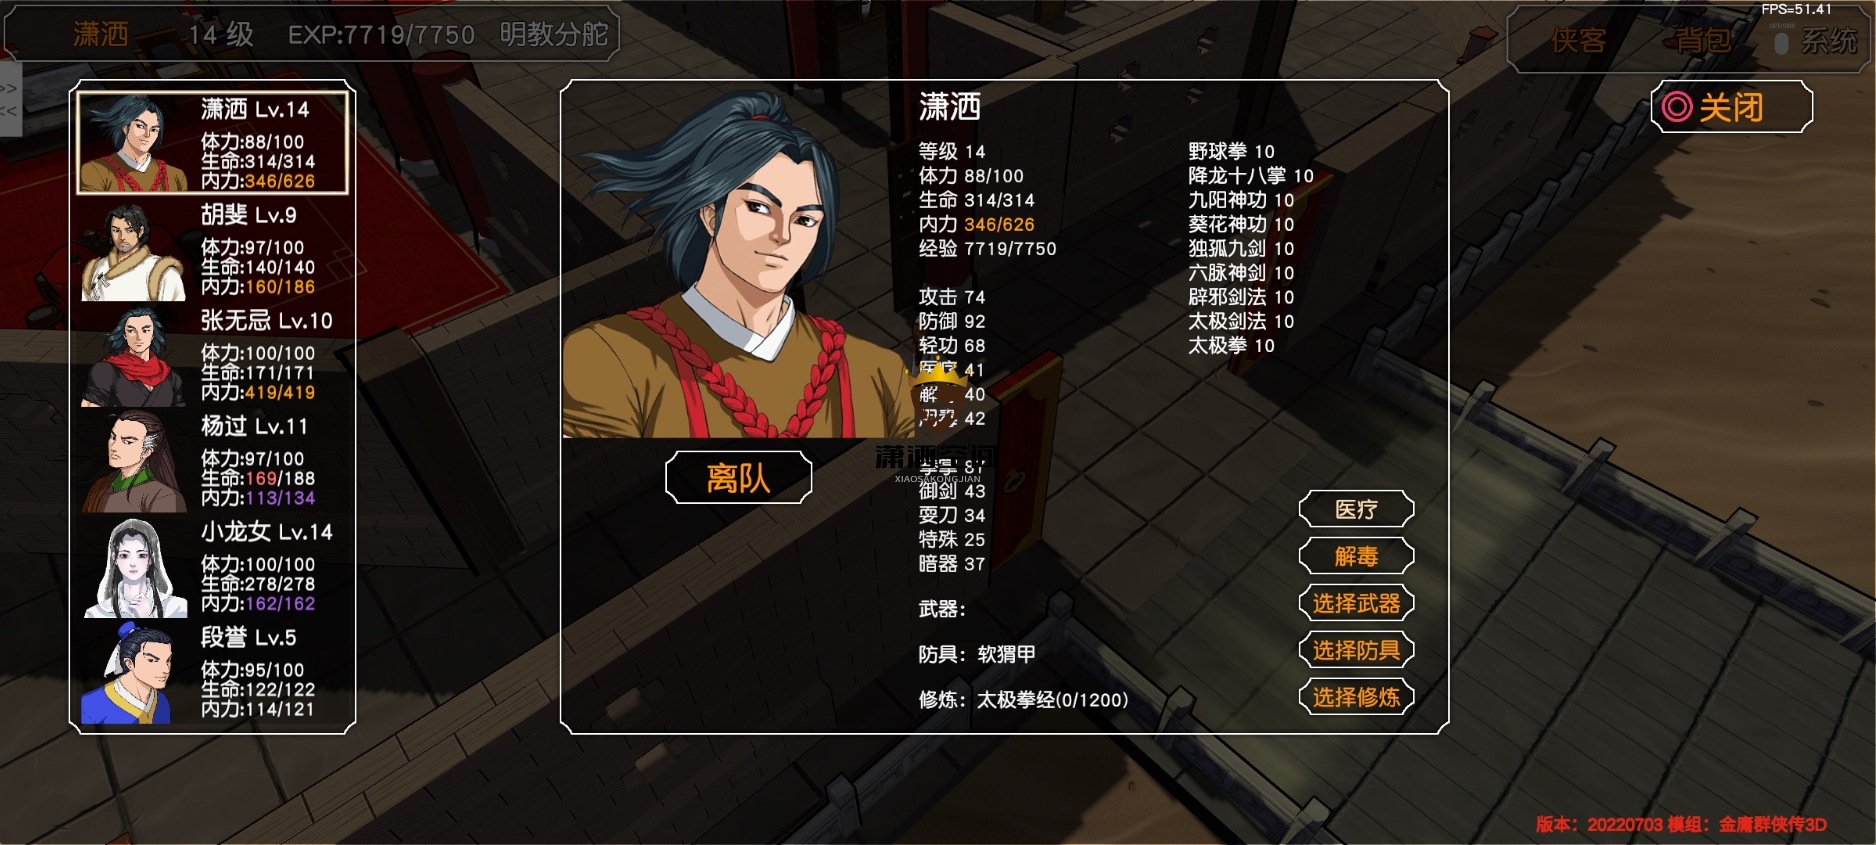 FPS=51.41
潇洒 14 级 EXP:7719/7750 明教分舵
侠客 背包 系统
>>
<<
潇洒 Lv.14
体力:88/100
生命:314/314
内力:346/626
胡斐 Lv.9
体力:97/100
生命:140/140
内力:160/186
张无忌 Lv.10
体力:100/100
生命:171/171
内力:419/419
杨过 Lv.11
体力:97/100
生命:169/188
内力:113/134
小龙女 Lv.14
体力:100/100
生命:278/278
内力:162/162
段誉 Lv.5
体力:95/100
生命:122/122
内力:114/121
离队
潇洒
等级 14
体力 88/100
生命 314/314
内力 346/626
经验 7719/7750
攻击 74
防御 92
轻功 68
医疗 41
解 40
用毒 42
潇洒空间
XIAOSAKONGJIAN
拳掌 87
御剑 43
耍刀 34
特殊 25
暗器 37
武器：
防具：软猬甲
修炼：太极拳经(0/1200)
野球拳 10
降龙十八掌 10
九阳神功 10
葵花神功 10
独孤九剑 10
六脉神剑 10
辟邪剑法 10
太极剑法 10
太极拳 10
医疗
解毒
选择武器
选择防具
选择修炼
关闭
版本：20220703 模组：金庸群侠传3D